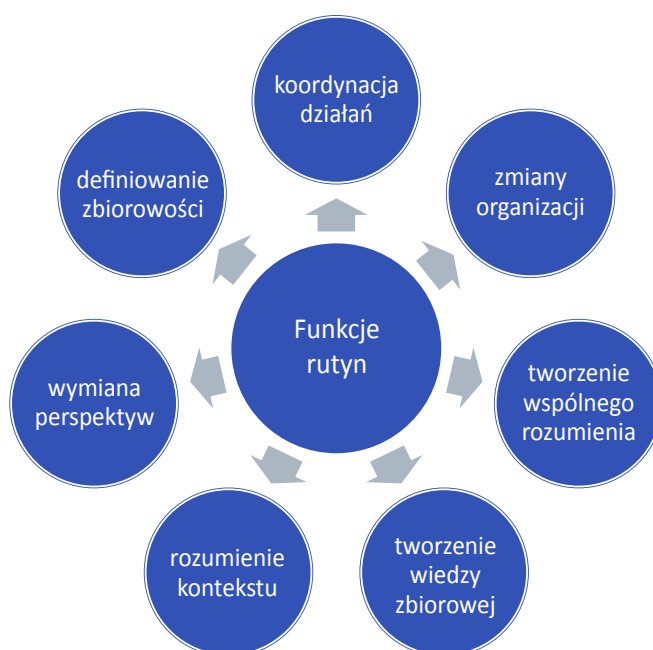 koordynacja
działań
zmiany
organizacji
tworzenie
wspólnego
rozumienia
tworzenie
wiedzy
zbiorowej
rozumienie
kontekstu
wymiana
perspektyw
definiowanie
zbiorowości
Funkcje
rutyn